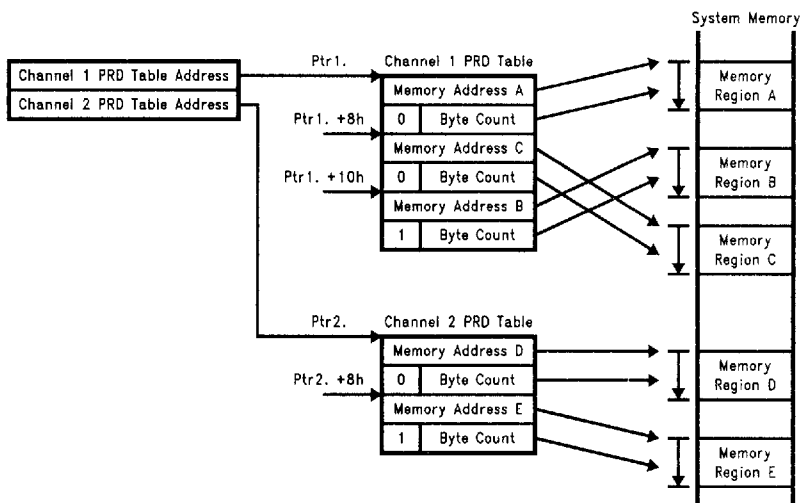 System Memory
Ptr1.
Channel 1 PRD Table
Channel 1 PRD Table Address
Channel 2 PRD Table Address
Memory Address A
0 Byte Count
Ptr1. +8h
Memory Address C
0 Byte Count
Ptr1. +10h
Memory Address B
1 Byte Count
Memory
Region A
Memory
Region B
Memory
Region C
Ptr2.
Channel 2 PRD Table
Memory Address D
0 Byte Count
Ptr2. +8h
Memory Address E
1 Byte Count
Memory
Region D
Memory
Region E